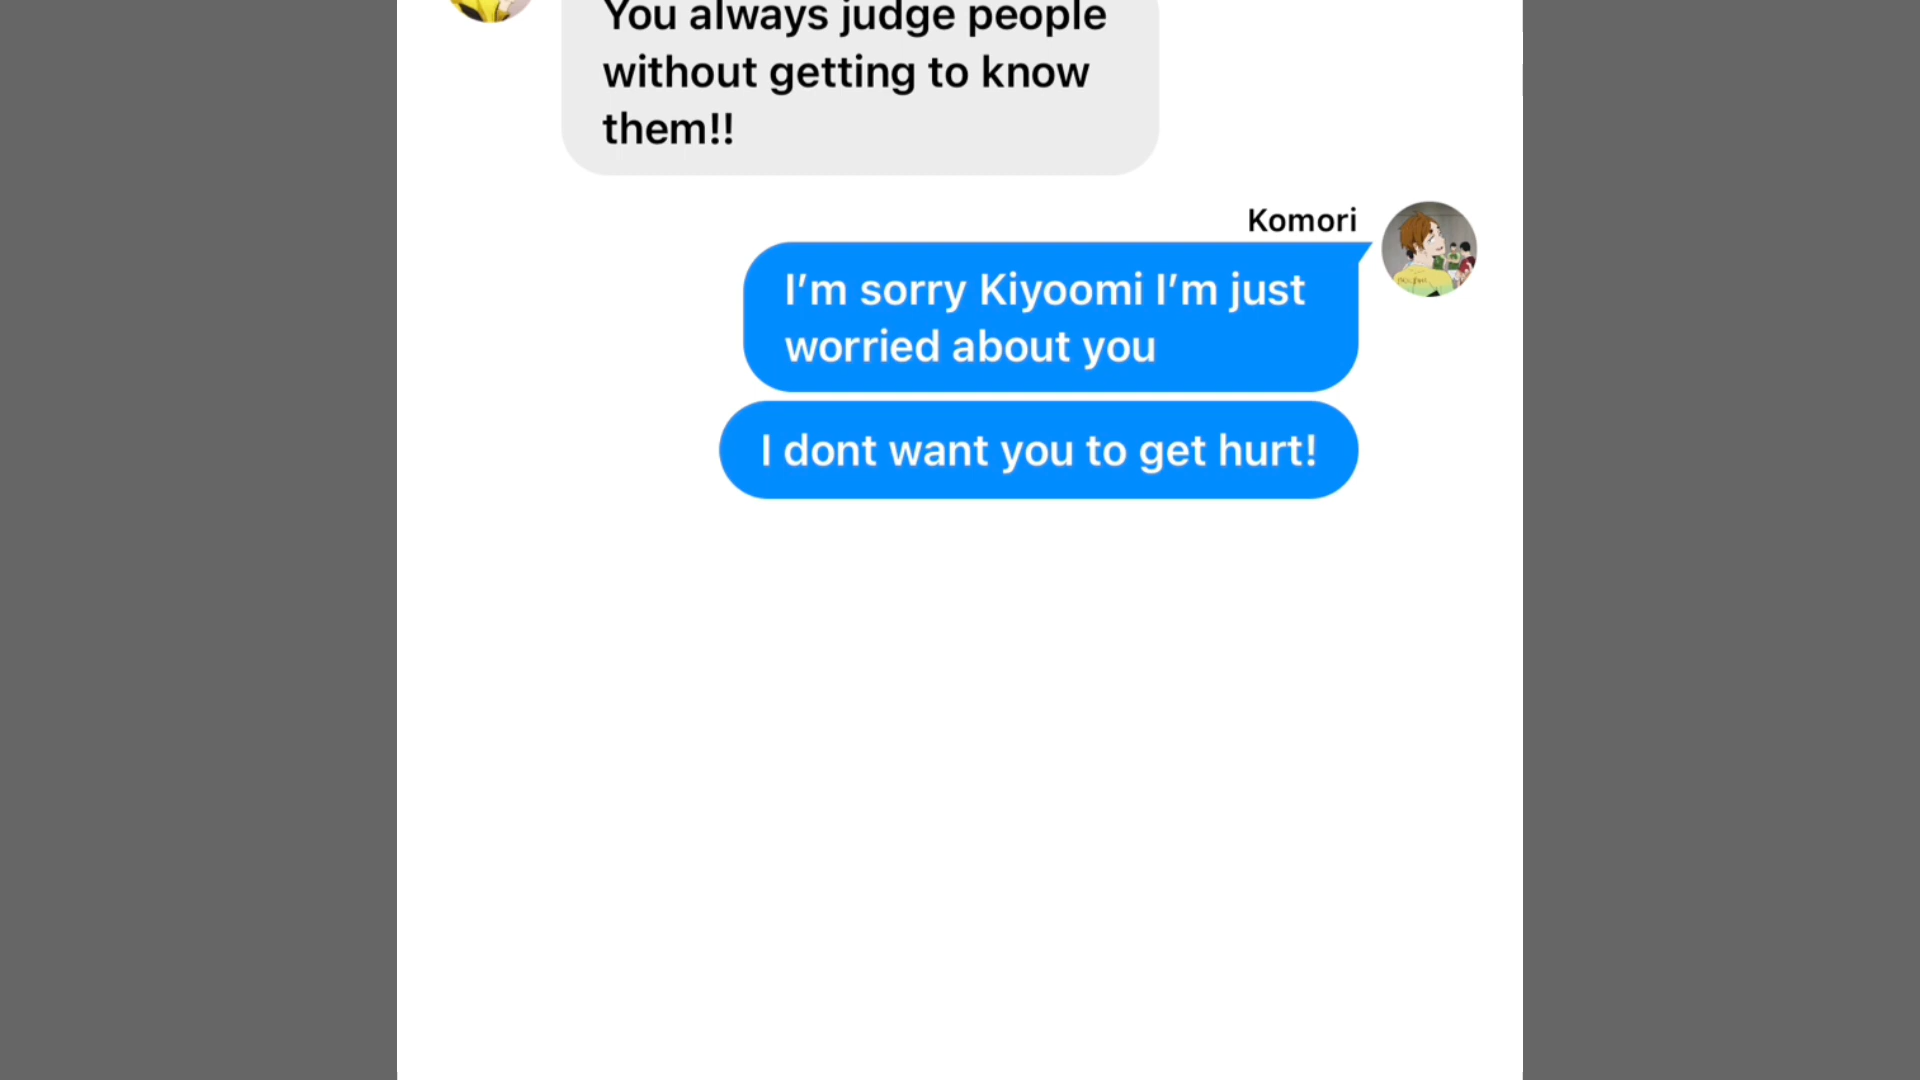 You always judge people
without getting to know
them!!
Komori
I’m sorry Kiyoomi I’m just
worried about you
I dont want you to get hurt!